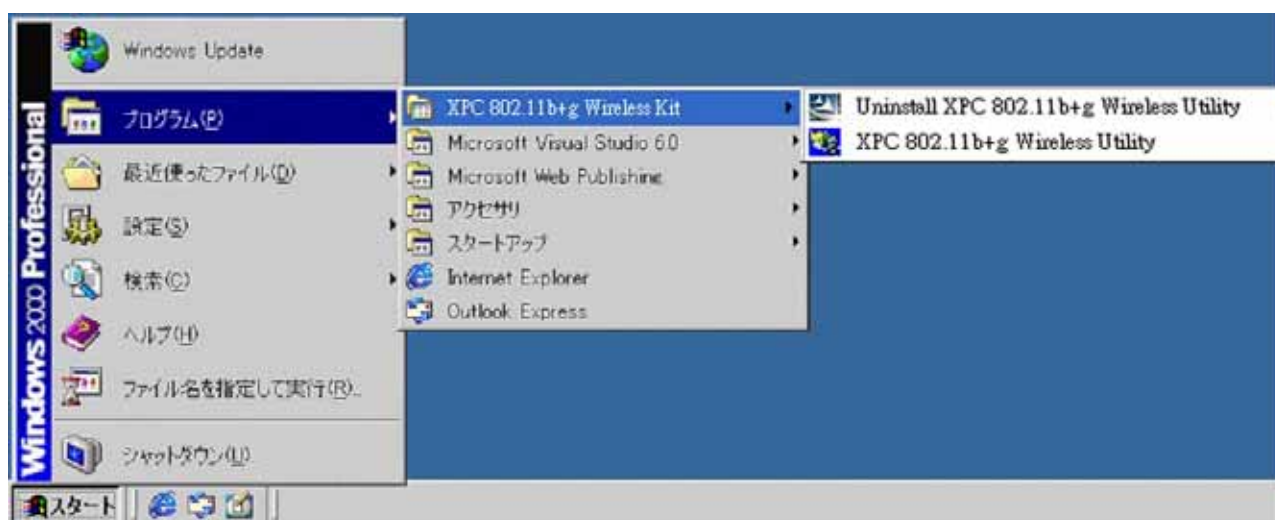 Windows 2000 Professional
Windows Update
プログラム(P)
最近使ったファイル(D)
設定(S)
検索(C)
ヘルプ(H)
ファイル名を指定して実行(R)...
シャットダウン(U)
XPC 802.11b+g Wireless Kit
Microsoft Visual Studio 6.0
Microsoft Web Publishing
アクセサリ
スタートアップ
Internet Explorer
Outlook Express
Uninstall XPC 802.11b+g Wireless Utility
XPC 802.11b+g Wireless Utility
スタート